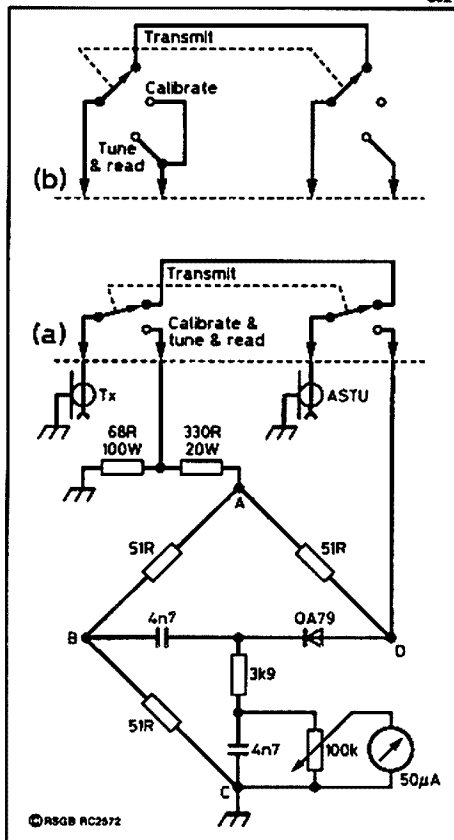 Transmit
Calibrate
Tune
& read
(b)
Transmit
(a)
Calibrate &
tune & read
Tx
ASTU
68R
100W
330R
20W
A
51R
51R
B
4n7
OA79
D
3k9
51R
4n7
100k
50µA
C
©RSGB RC2572